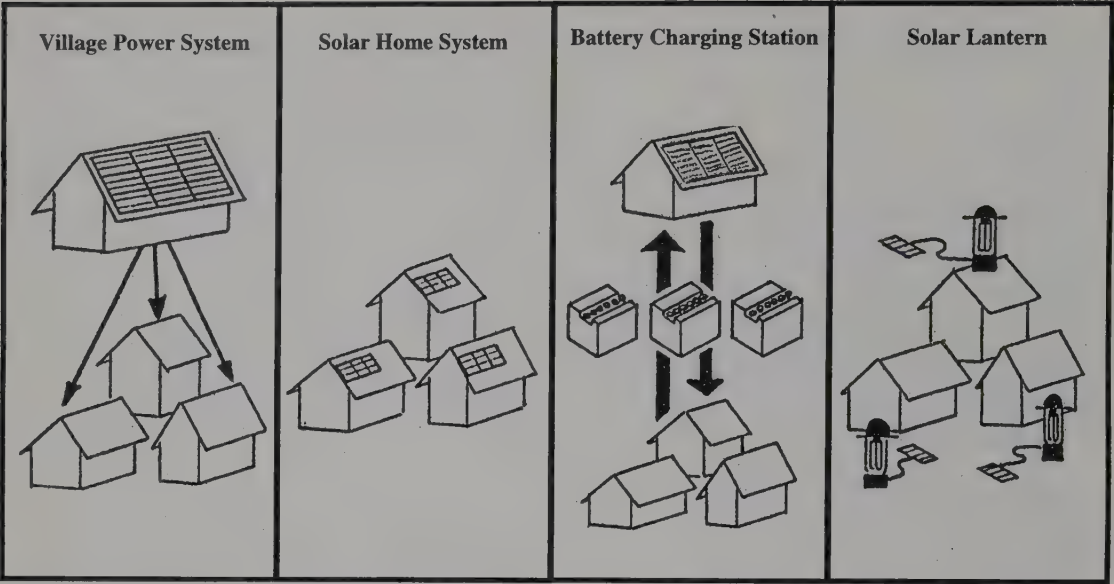 Village Power System
Solar Home System
Battery Charging Station
Solar Lantern